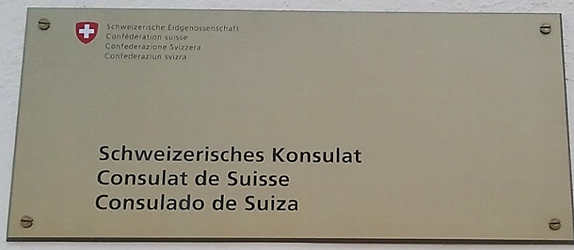 Schweizerische Eidgenossenschaft
Confédération suisse
Confederazione Svizzera
Confederaziun svizra
Schweizerisches Konsulat
Consulat de Suisse
Consulado de Suiza